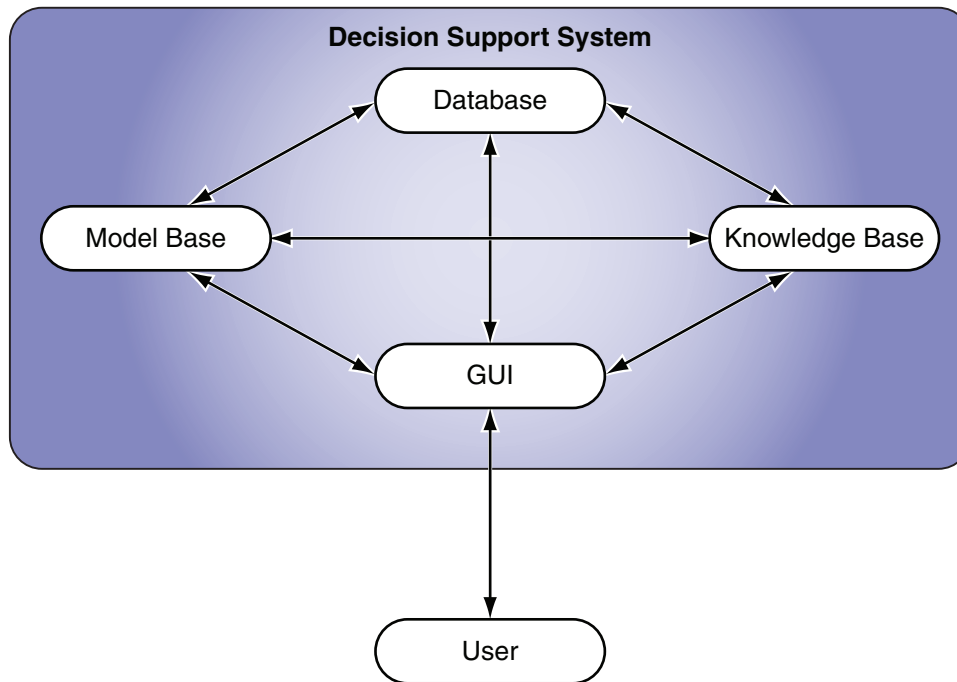 Decision Support System
Database
Model Base
Knowledge Base
GUI
User